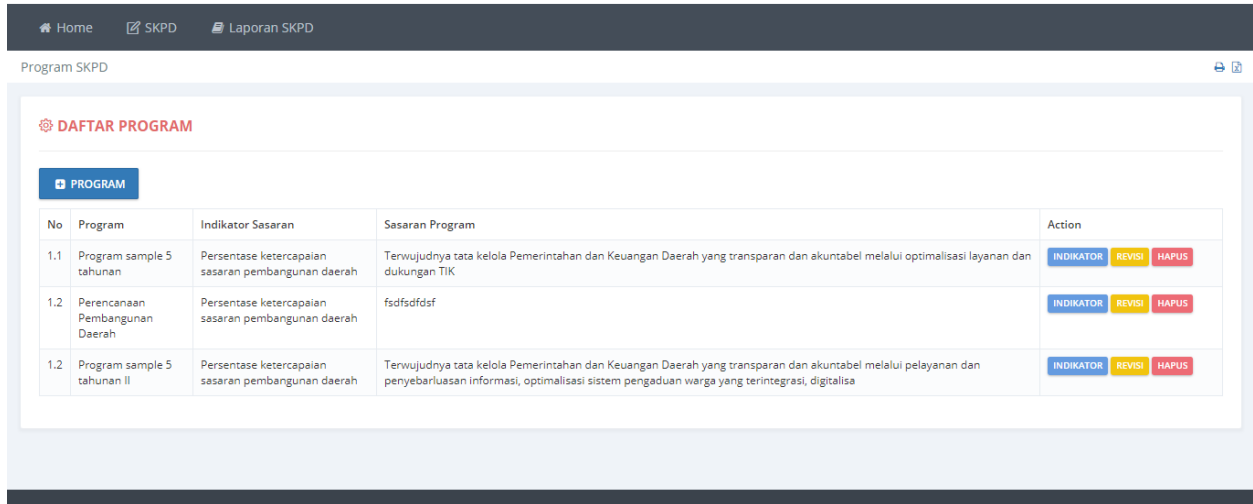 Home SKPD Laporan SKPD
Program SKPD
DAFTAR PROGRAM
PROGRAM
No Program Indikator Sasaran Sasaran Program Action
1.1 Program sample 5 Persentase ketercapaian Terwujudnya tata kelola Pemerintahan dan Keuangan Daerah yang transparan dan akuntabel melalui optimalisasi layanan dan INDIKATOR REVISI HAPUS
tahunan sasaran pembangunan daerah dukungan TIK
1.2 Perencanaan Persentase ketercapaian fsdfsdfdsf INDIKATOR REVISI HAPUS
Pembangunan sasaran pembangunan daerah
Daerah
1.2 Program sample 5 Persentase ketercapaian Terwujudnya tata kelola Pemerintahan dan Keuangan Daerah yang transparan dan akuntabel melalui pelayanan dan INDIKATOR REVISI HAPUS
tahunan II sasaran pembangunan daerah penyebarluasan informasi, optimalisasi sistem pengaduan warga yang terintegrasi, digitalisa